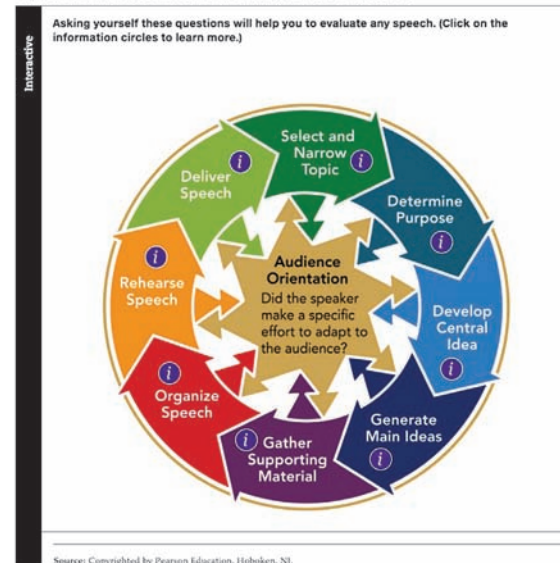 Interactive
Asking yourself these questions will help you to evaluate any speech. (Click on the
information circles to learn more.)
Select and
Narrow
Topic
i
Determine
Purpose
i
Develop
Central
Idea
i
Generate
Main Ideas
i
Gather
Supporting
Material
i
Organize
Speech
i
Rehearse
Speech
i
Deliver
Speech
i
Audience
Orientation
Did the speaker
make a specific
effort to adapt to
the audience?
Source: Copyrighted by Pearson Education, Hoboken, NJ.